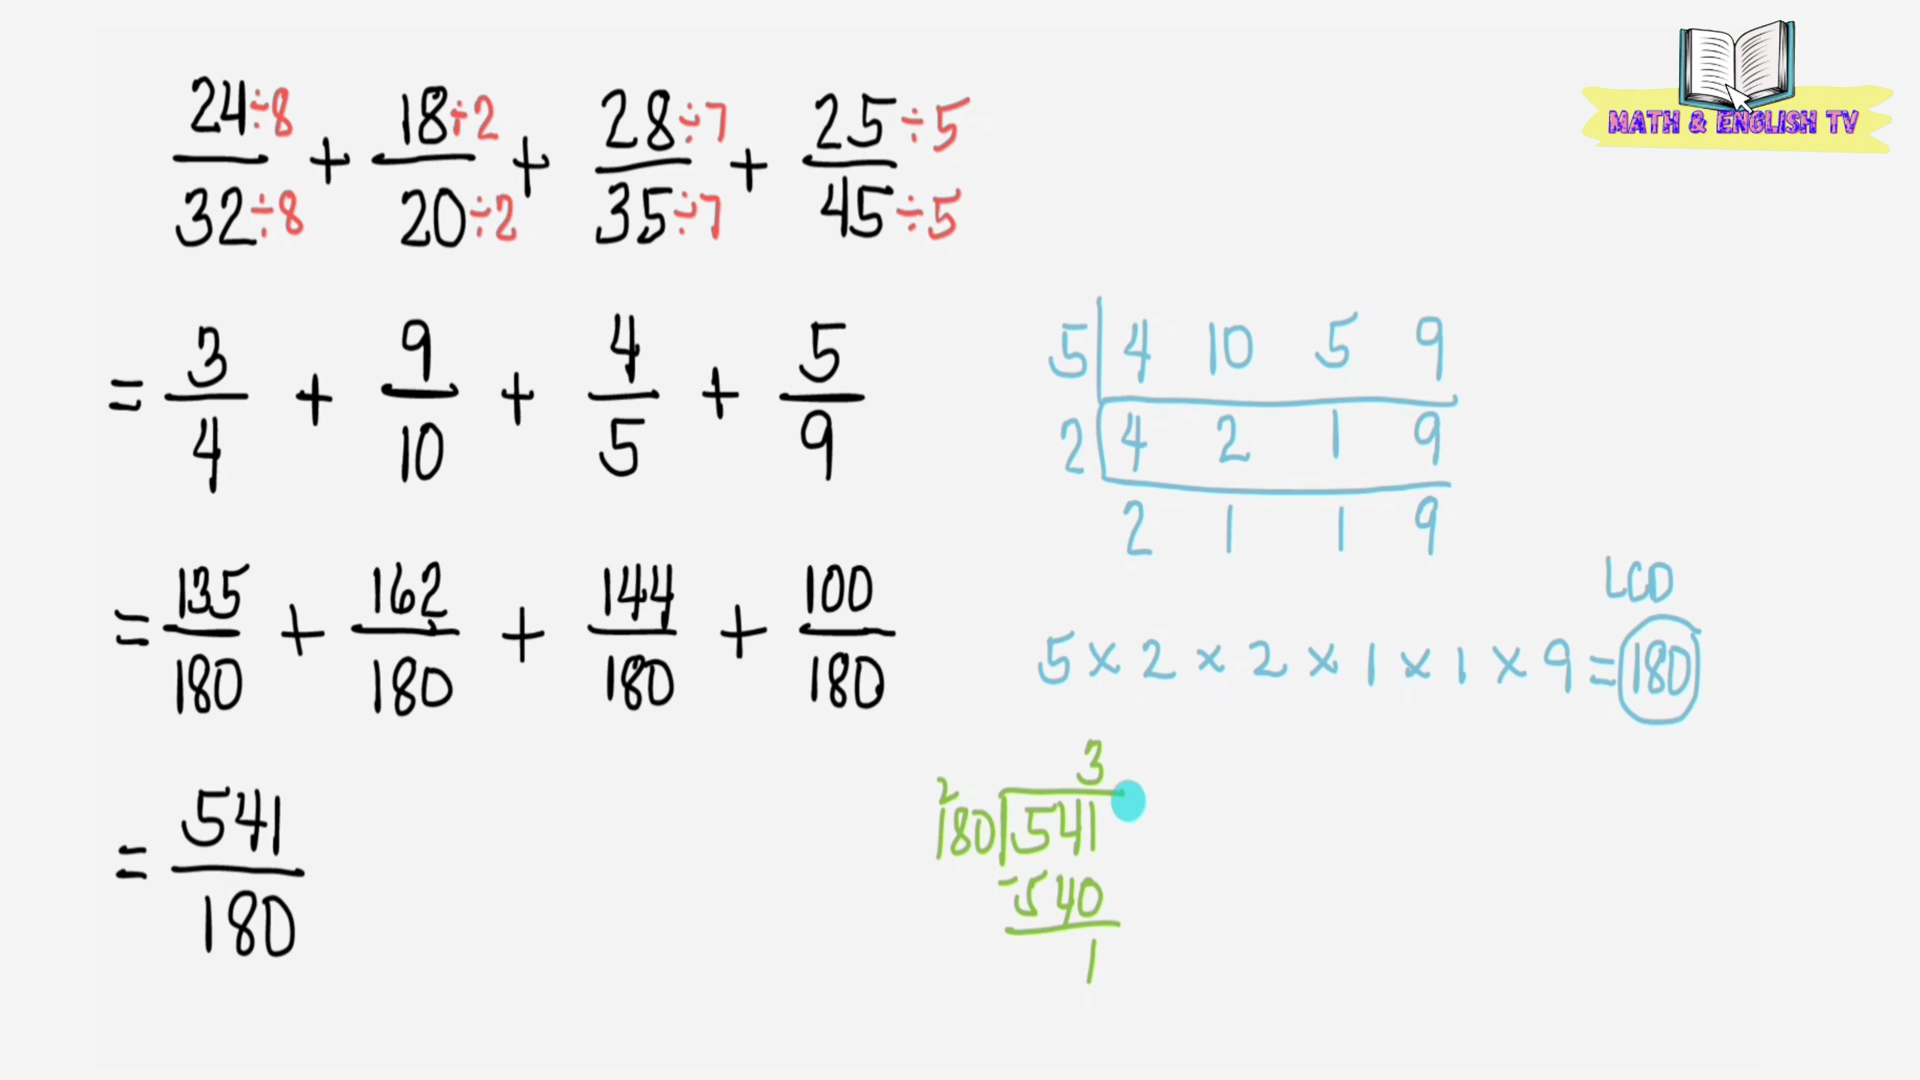 MATH & ENGLISH TV
24÷8/32÷8 + 18÷2/20÷2 + 28÷7/35÷7 + 25÷5/45÷5
= 3/4 + 9/10 + 4/5 + 5/9
= 135/180 + 162/180 + 144/180 + 100/180
= 541/180
5 4 10 5 9
2 4 2 1 9
2 1 1 9
LCD
5 × 2 × 2 × 1 × 1 × 9 = 180
3
2
180 541
-540
1